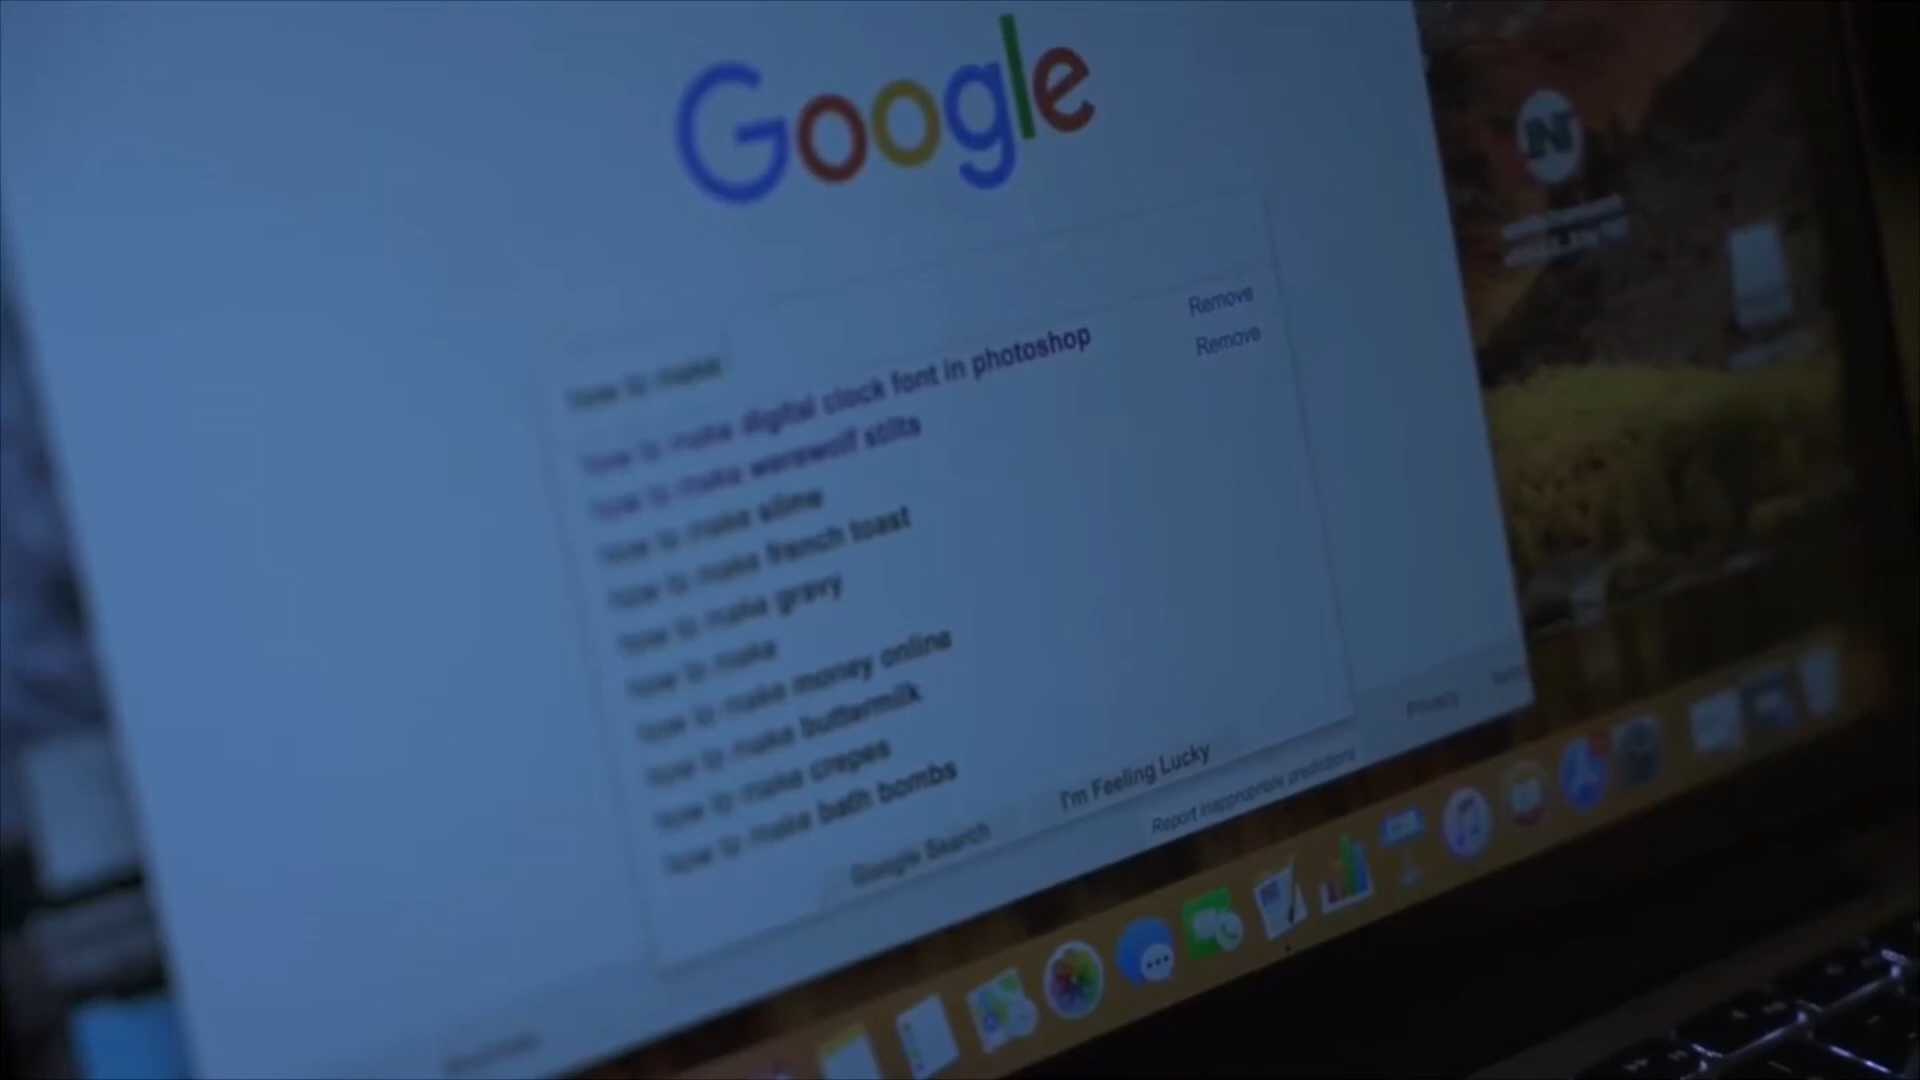 Google
how to make
Remove
how to make digital clock font in photoshop
Remove
how to make werewolf stilts
how to make slime
how to make french toast
how to make gravy
how to make
how to make money online
how to make buttermilk
how to make crepes
how to make bath bombs
Google Search
I'm Feeling Lucky
Report inappropriate predictions
Privacy